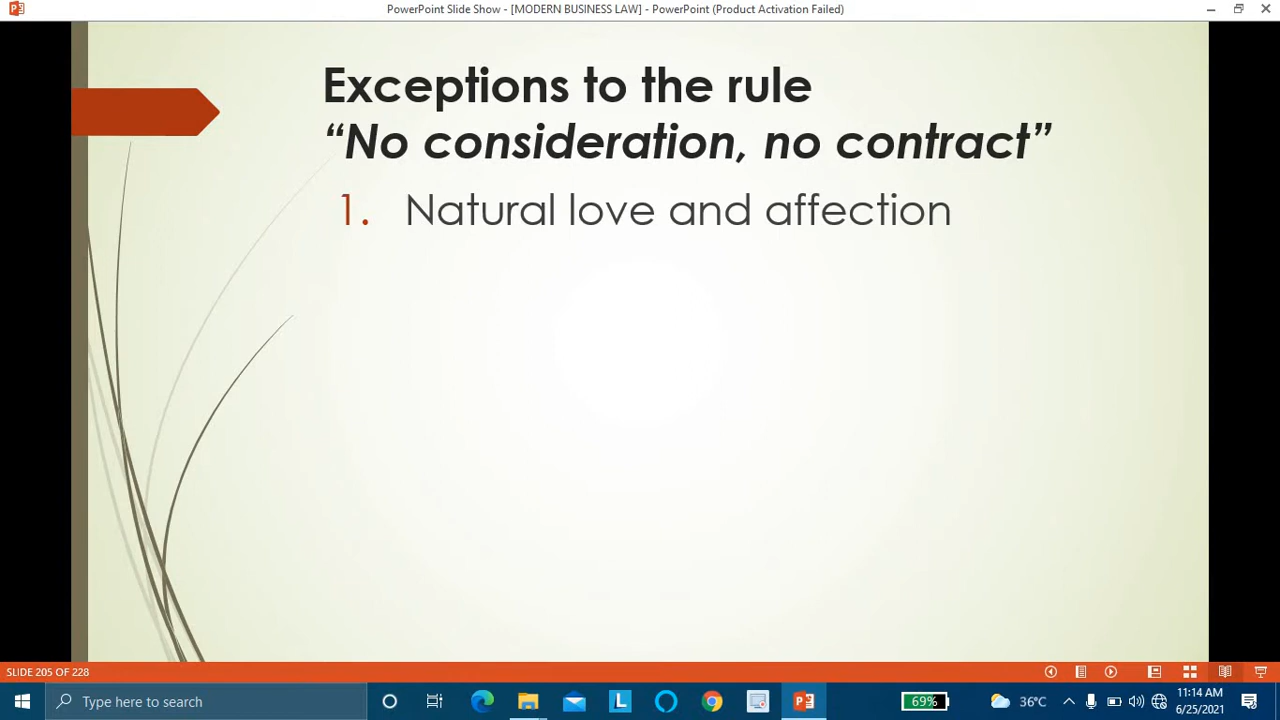 PowerPoint Slide Show - [MODERN BUSINESS LAW] - PowerPoint (Product Activation Failed)
Exceptions to the rule
“No consideration, no contract”
1. Natural love and affection
SLIDE 205 OF 228
Type here to search
L
69%
36°C
11:14 AM
6/25/2021